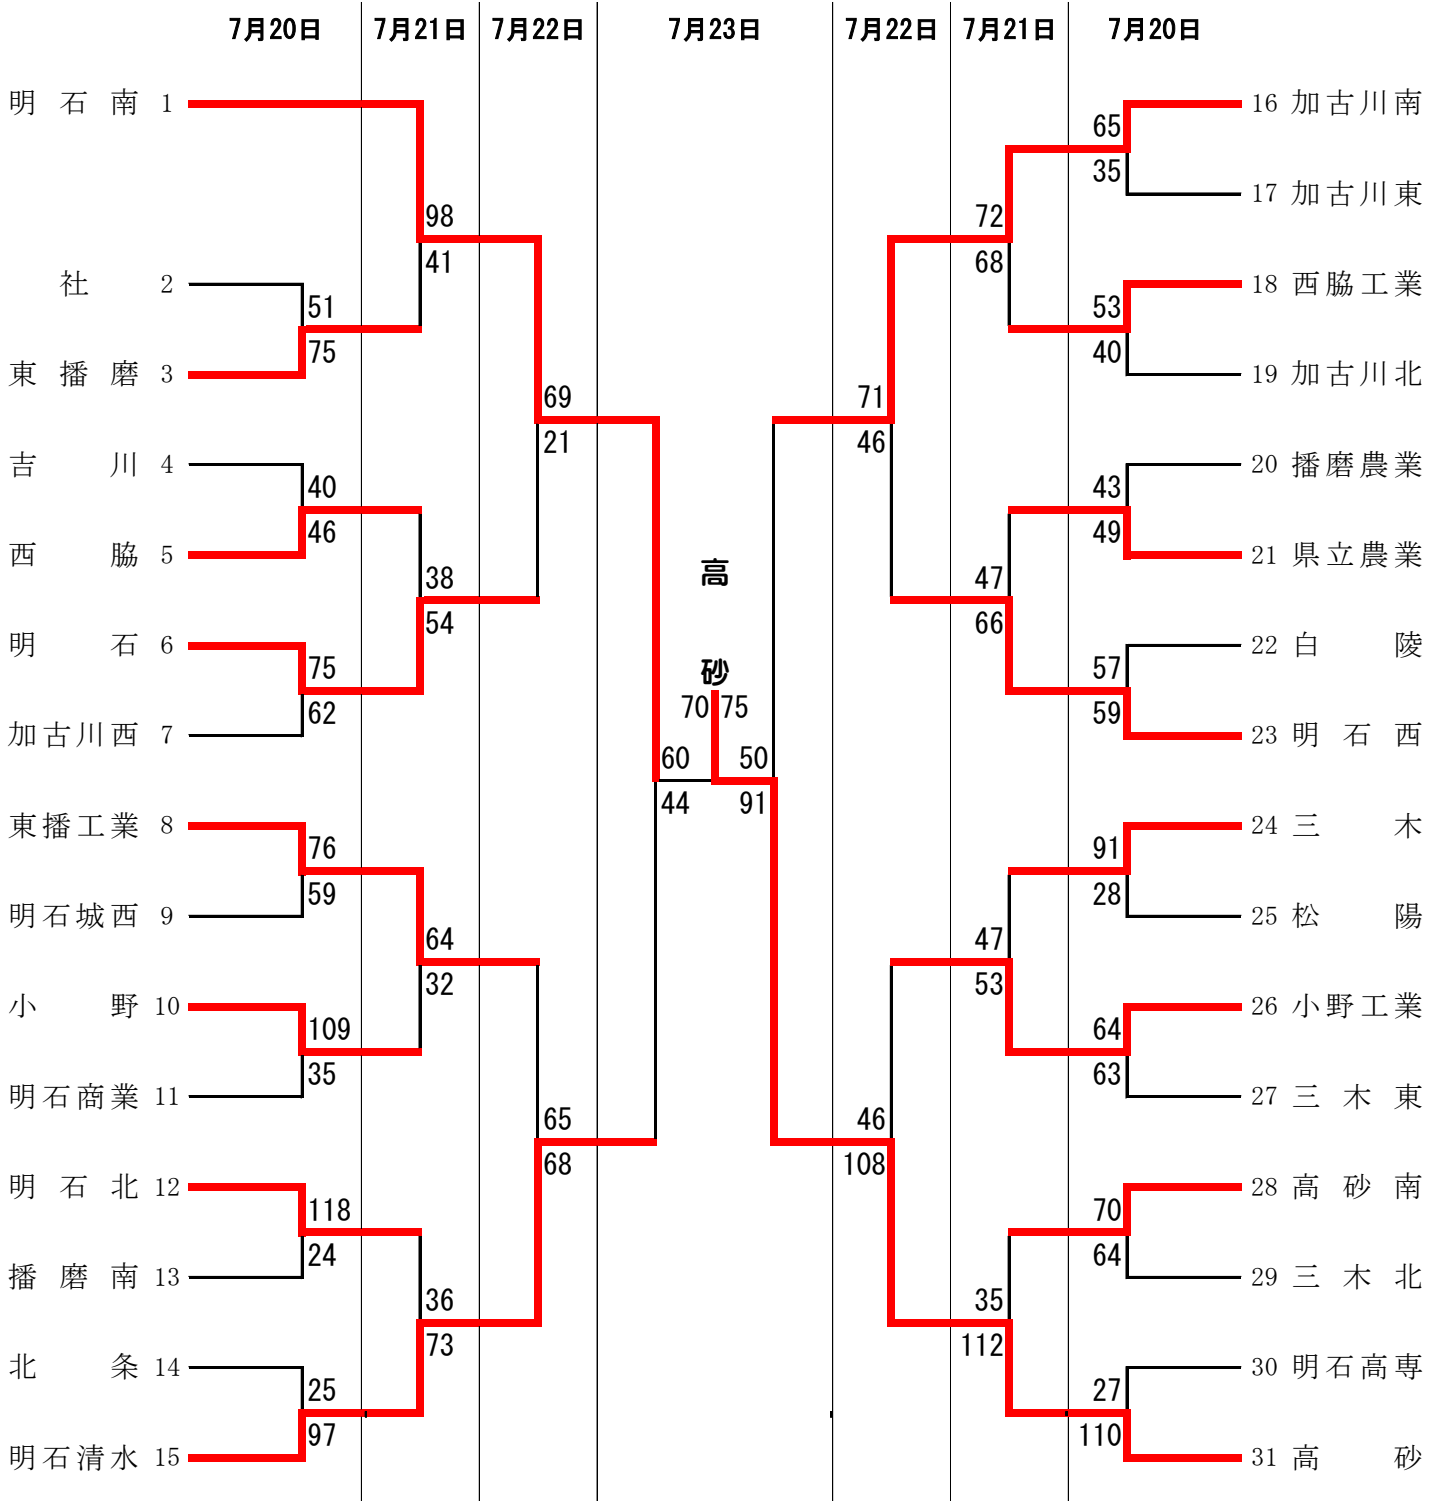 7月20日 7月21日 7月22日 7月23日 7月22日 7月21日 7月20日
明石南 1
社 2
東播磨 3
吉川 4
西脇 5
明石 6
加古川西 7
東播工業 8
明石城西 9
小野 10
明石商業 11
明石北 12
播磨南 13
北条 14
明石清水 15
51
75
40
46
75
62
76
59
109
35
118
24
25
97
98
41
38
54
64
32
36
73
69
21
65
68
60
44
高砂
70 75
50
91
71
46
46
108
72
68
47
66
47
53
35
112
65
35
53
40
43
49
57
59
91
28
64
63
70
64
27
110
16 加古川南
17 加古川東
18 西脇工業
19 加古川北
20 播磨農業
21 県立農業
22 白陵
23 明石西
24 三木
25 松陽
26 小野工業
27 三木東
28 高砂南
29 三木北
30 明石高専
31 高砂